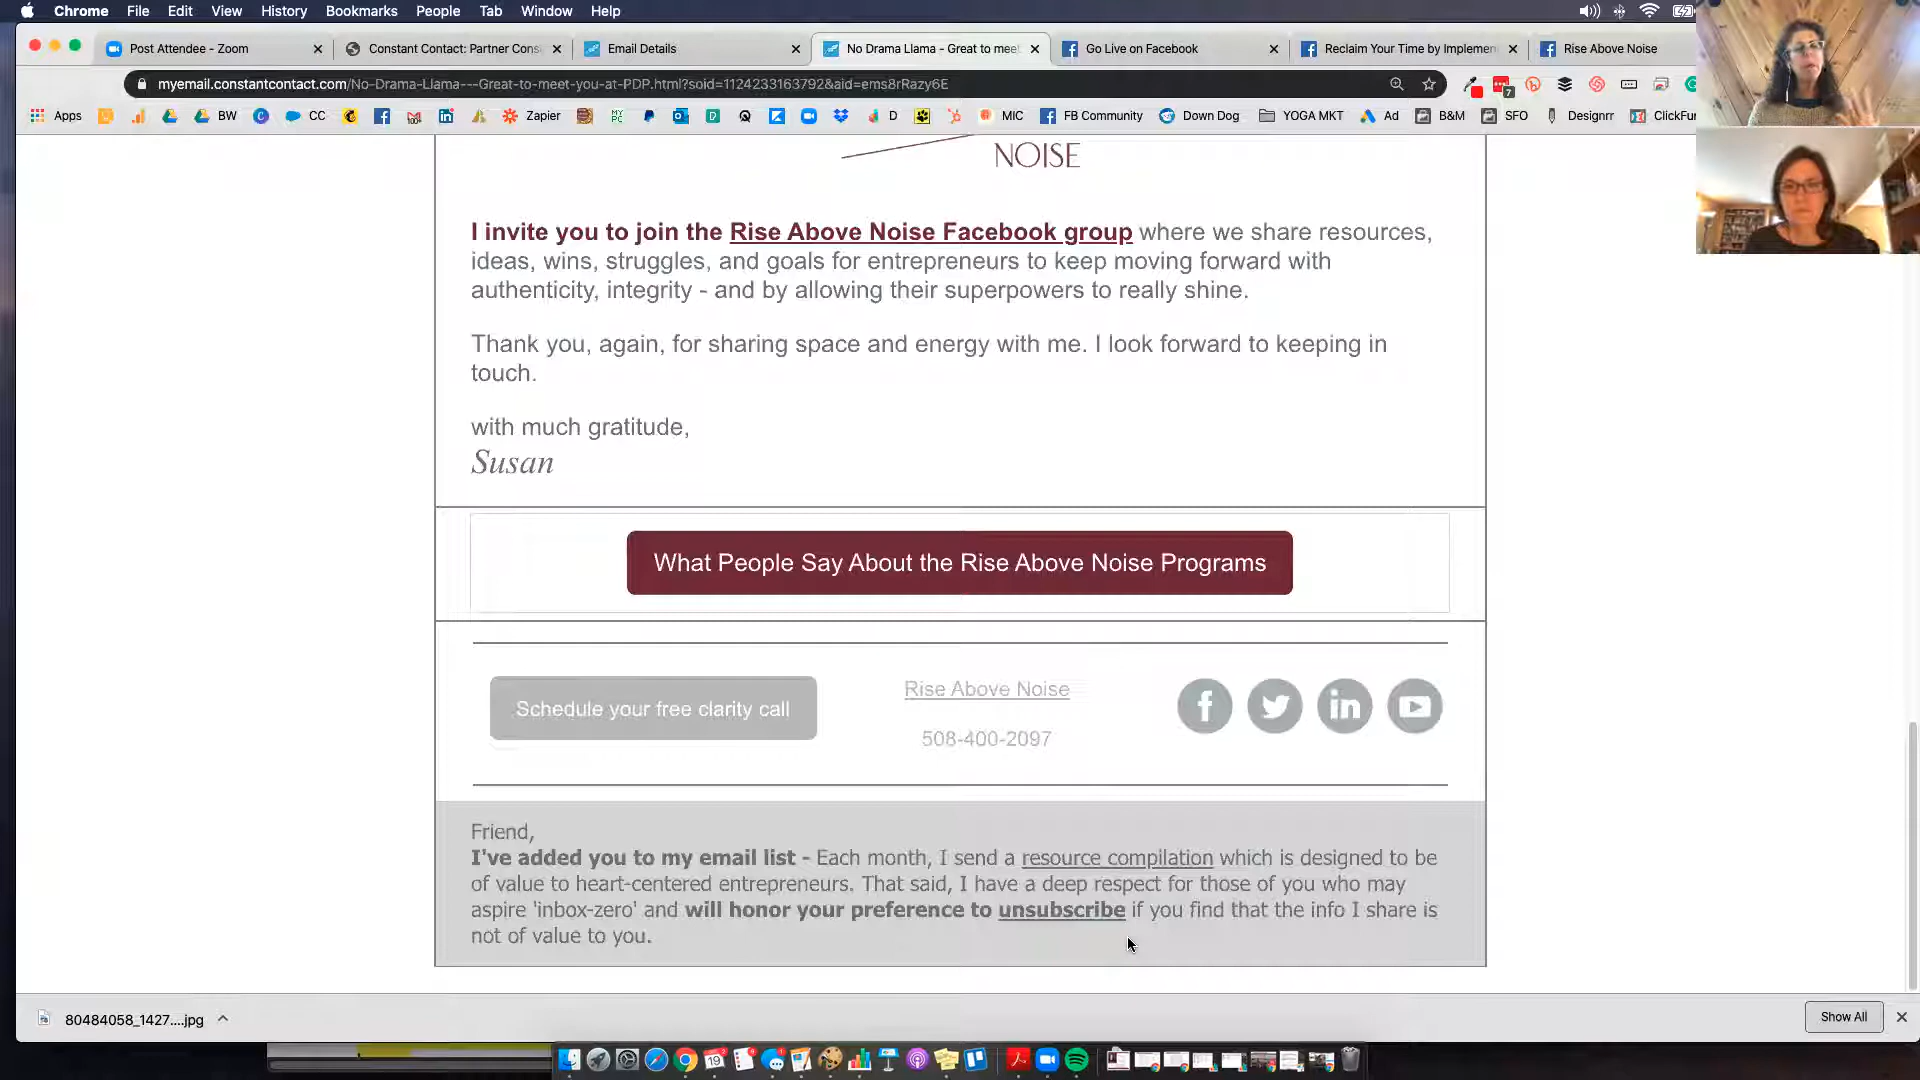 Chrome File Edit View History Bookmarks People Tab Window Help
Post Attendee - Zoom
Constant Contact: Partner Cons
Email Details
No Drama Llama - Great to meet
Go Live on Facebook
Reclaim Your Time by Implemen
Rise Above Noise
myemail.constantcontact.com/No-Drama-Llama---Great-to-meet-you-at-PDP.html?soid=1124233163792&aid=ems8rRazy6E
Apps BW CC Zapier D MIC FB Community Down Dog YOGA MKT Ad B&M SFO Designrr ClickFun
NOISE
I invite you to join the Rise Above Noise Facebook group where we share resources,
ideas, wins, struggles, and goals for entrepreneurs to keep moving forward with
authenticity, integrity - and by allowing their superpowers to really shine.
Thank you, again, for sharing space and energy with me. I look forward to keeping in
touch.
with much gratitude,
Susan
What People Say About the Rise Above Noise Programs
Schedule your free clarity call
Rise Above Noise
508-400-2097
Friend,
I've added you to my email list - Each month, I send a resource compilation which is designed to be
of value to heart-centered entrepreneurs. That said, I have a deep respect for those of you who may
aspire 'inbox-zero' and will honor your preference to unsubscribe if you find that the info I share is
not of value to you.
80484058_1427....jpg
Show All